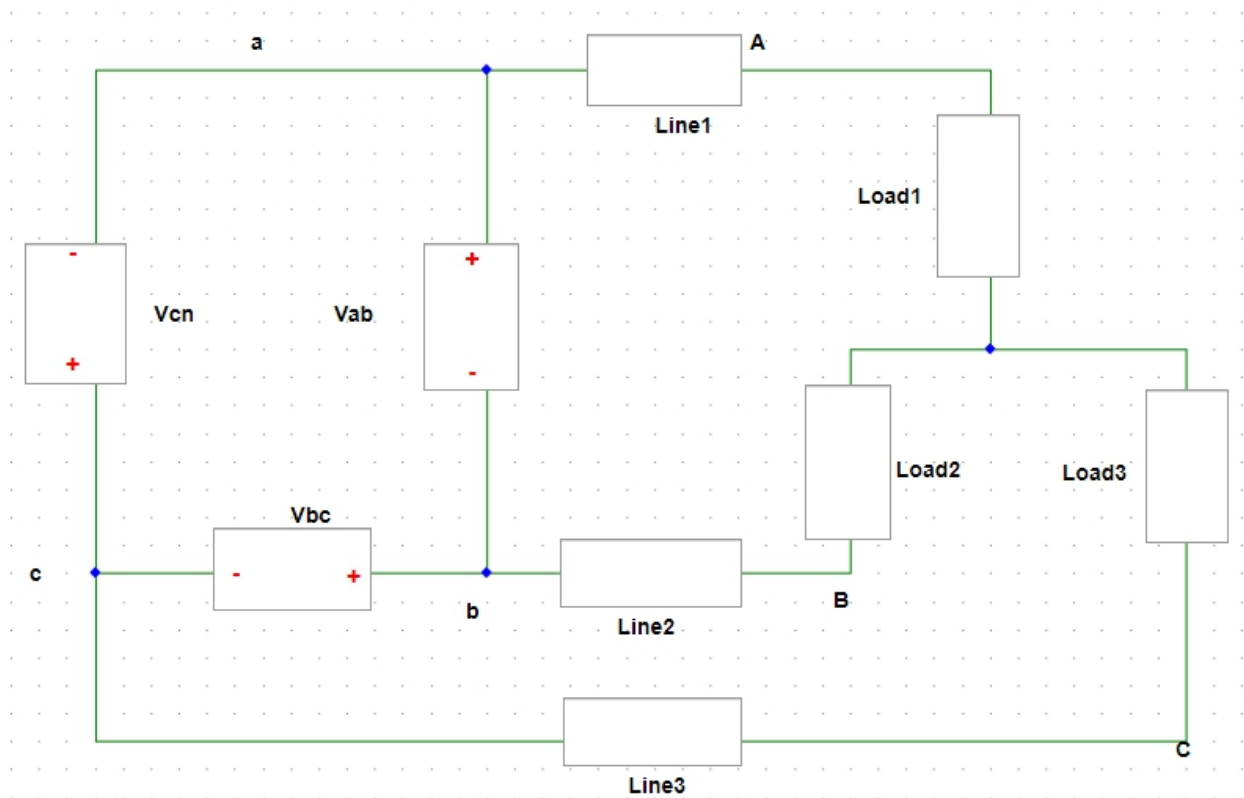 a
A
Line1
Load1
-
+
Vcn
Vab
+
-
Load2
Load3
Vbc
c
-
+
b
B
Line2
C
Line3